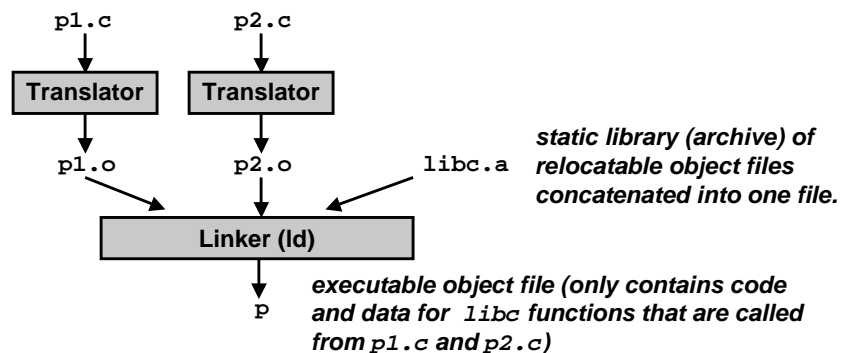 p1.c
p2.c
Translator
Translator
p1.o
p2.o
libc.a
static library (archive) of
relocatable object files
concatenated into one file.
Linker (ld)
p
executable object file (only contains code
and data for libc functions that are called
from p1.c and p2.c)